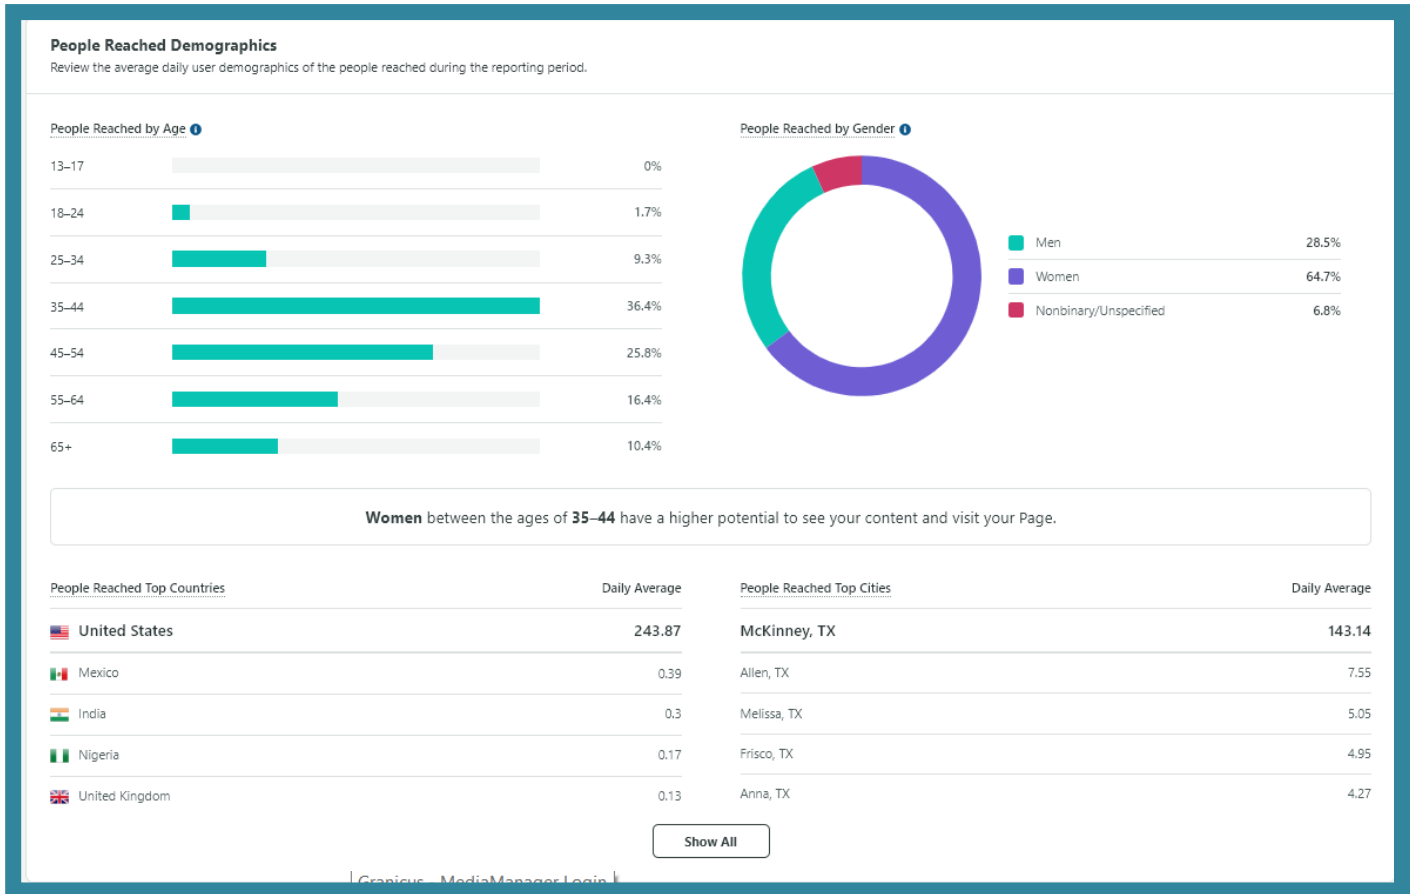 People Reached Demographics
Review the average daily user demographics of the people reached during the reporting period.
People Reached by Age
13–17 0%
18–24 1.7%
25–34 9.3%
35–44 36.4%
45–54 25.8%
55–64 16.4%
65+ 10.4%
People Reached by Gender
Men 28.5%
Women 64.7%
Nonbinary/Unspecified 6.8%
Women between the ages of 35–44 have a higher potential to see your content and visit your Page.
People Reached Top Countries Daily Average
United States 243.87
Mexico 0.39
India 0.3
Nigeria 0.17
United Kingdom 0.13
People Reached Top Cities Daily Average
McKinney, TX 143.14
Allen, TX 7.55
Melissa, TX 5.05
Frisco, TX 4.95
Anna, TX 4.27
Show All
Granicus - MediaManager Login